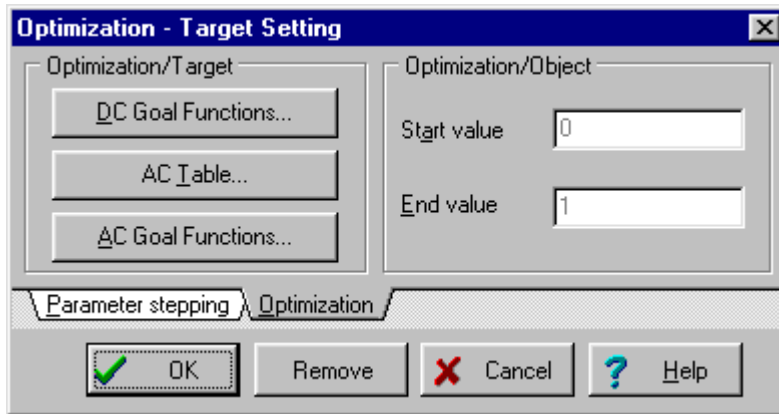 Optimization - Target Setting
Optimization/Target
DC Goal Functions...
AC Table...
AC Goal Functions...
Optimization/Object
Start value 0
End value 1
Parameter stepping Optimization
OK Remove Cancel ? Help